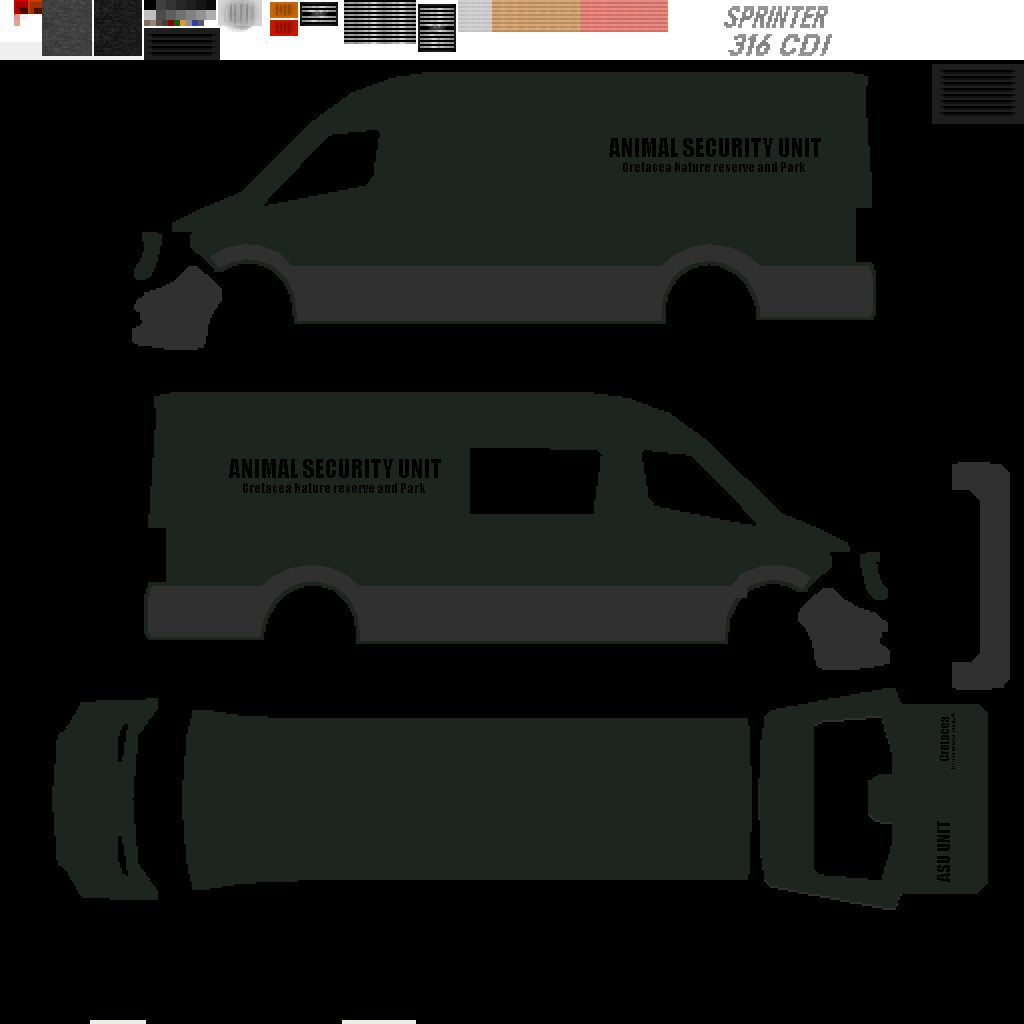 SPRINTER
316 CDI
ANIMAL SECURITY UNIT
Cretacea Nature reserve and Park
ANIMAL SECURITY UNIT
Cretacea Nature reserve and Park
Cretacea
ASU UNIT